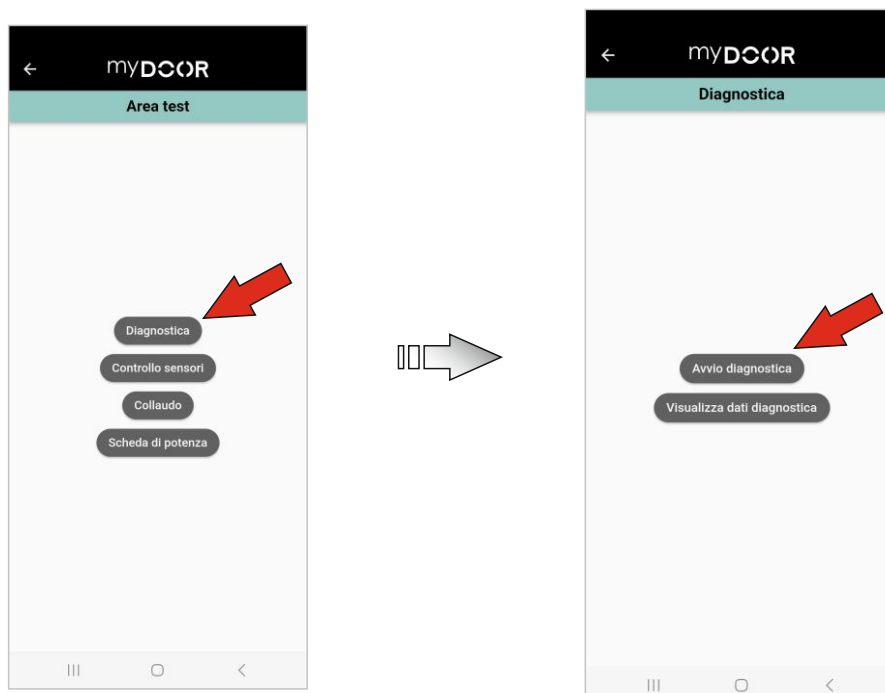 myDOOR
Area test
Diagnostica
Controllo sensori
Collaudo
Scheda di potenza
myDOOR
Diagnostica
Avvio diagnostica
Visualizza dati diagnostica